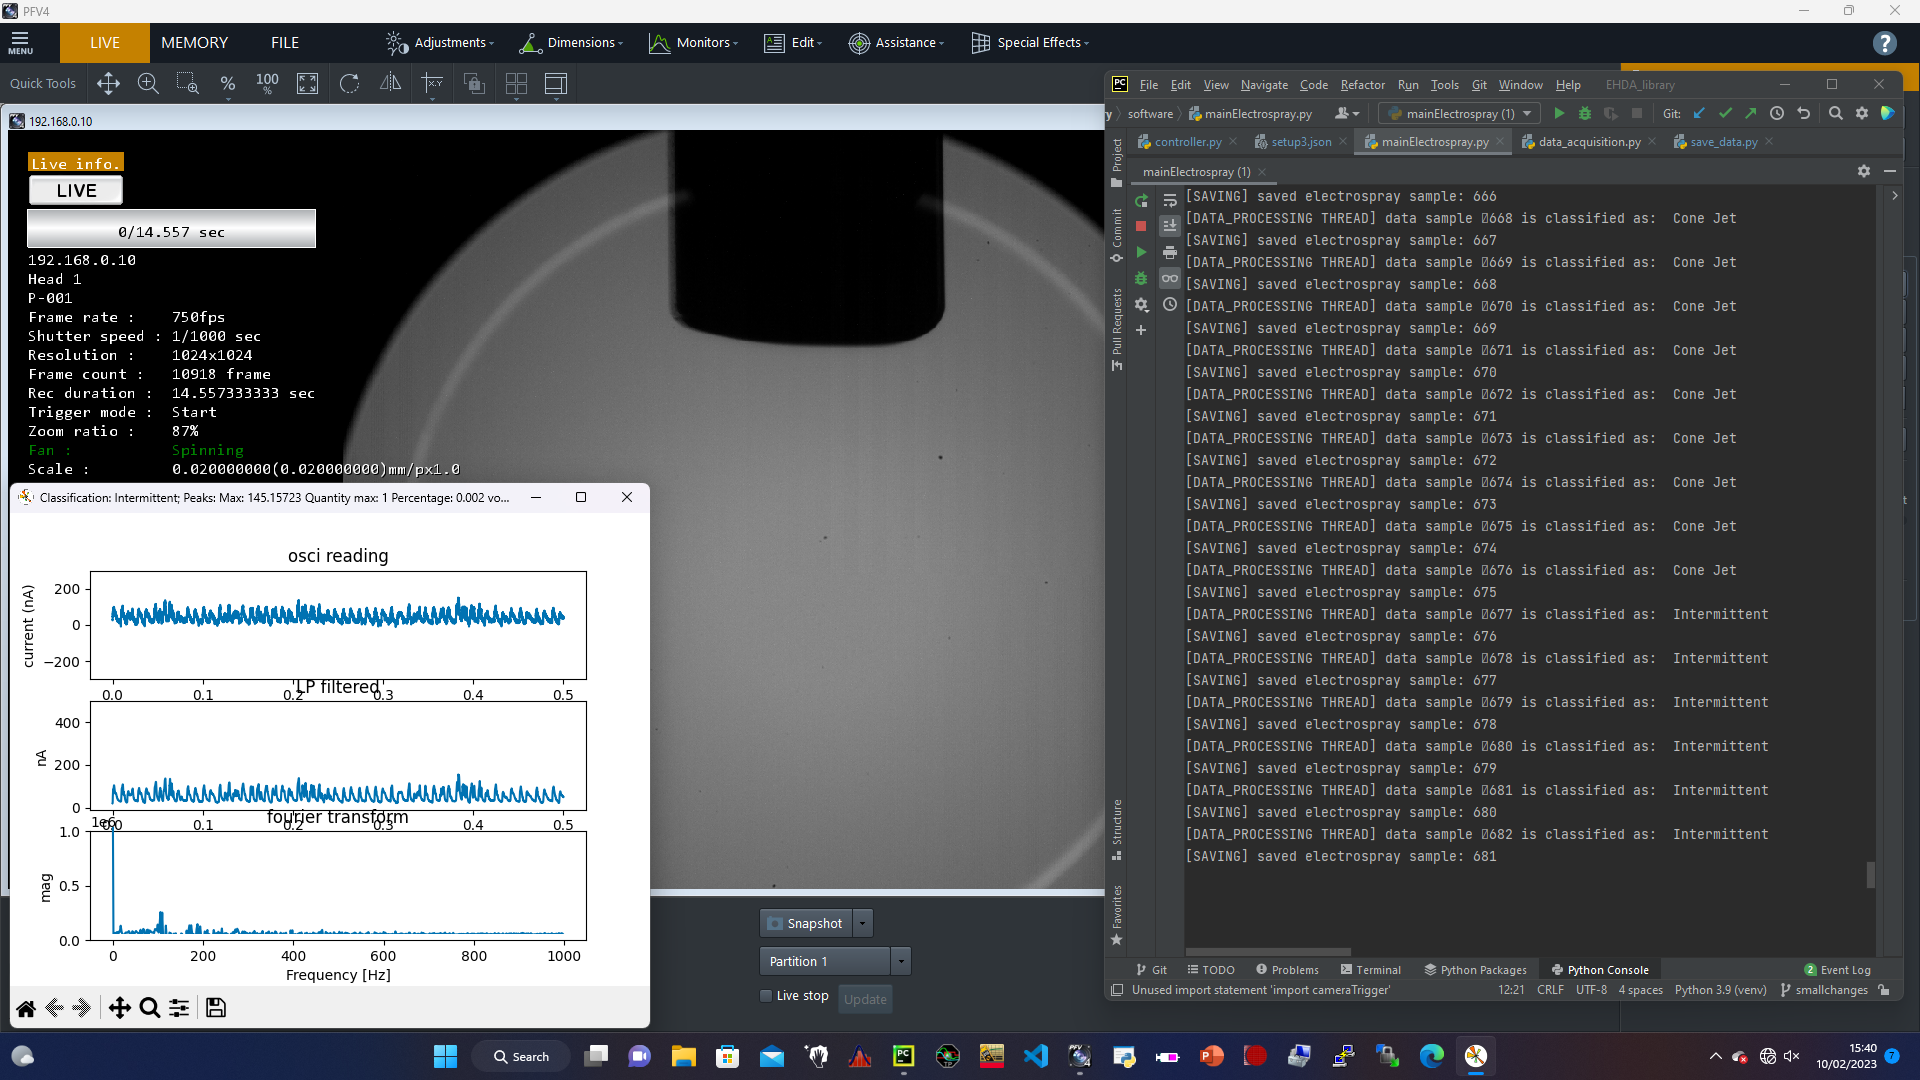 PFV4
MENU
LIVE
MEMORY
FILE
Adjustments
Dimensions
Monitors
Edit
Assistance
Special Effects
Quick Tools
%
100
%
192.168.0.10
Live info.
LIVE
0/14.557 sec
192.168.0.10
Head 1
P-001
Frame rate : 750fps
Shutter speed : 1/1000 sec
Resolution : 1024x1024
Frame count : 10918 frame
Rec duration : 14.557333333 sec
Trigger mode : Start
Zoom ratio : 87%
Fan : Spinning
Scale : 0.020000000(0.020000000)mm/px1.0
Classification: Intermittent; Peaks: Max: 145.15723 Quantity max: 1 Percentage: 0.002 vo...
osci reading
current (nA)
200
0
−200
0.0 0.1 0.2 0.3 0.4 0.5
LP filtered
nA
400
200
0
0.0 0.1 0.2 0.3 0.4 0.5
fourier transform
1e6
mag
1.0
0.5
0.0
0 200 400 600 800 1000
Frequency [Hz]
Snapshot
Partition 1
Live stop
Update
PC
File Edit View Navigate Code Refactor Run Tools Git Window Help EHDA_library
y software mainElectrospray.py mainElectrospray (1) Git:
controller.py setup3.json mainElectrospray.py data_acquisition.py save_data.py
mainElectrospray (1)
Project
Commit
Pull Requests
Structure
Favorites
[SAVING] saved electrospray sample: 666
[DATA_PROCESSING THREAD] data sample 668 is classified as: Cone Jet
[SAVING] saved electrospray sample: 667
[DATA_PROCESSING THREAD] data sample 669 is classified as: Cone Jet
[SAVING] saved electrospray sample: 668
[DATA_PROCESSING THREAD] data sample 670 is classified as: Cone Jet
[SAVING] saved electrospray sample: 669
[DATA_PROCESSING THREAD] data sample 671 is classified as: Cone Jet
[SAVING] saved electrospray sample: 670
[DATA_PROCESSING THREAD] data sample 672 is classified as: Cone Jet
[SAVING] saved electrospray sample: 671
[DATA_PROCESSING THREAD] data sample 673 is classified as: Cone Jet
[SAVING] saved electrospray sample: 672
[DATA_PROCESSING THREAD] data sample 674 is classified as: Cone Jet
[SAVING] saved electrospray sample: 673
[DATA_PROCESSING THREAD] data sample 675 is classified as: Cone Jet
[SAVING] saved electrospray sample: 674
[DATA_PROCESSING THREAD] data sample 676 is classified as: Cone Jet
[SAVING] saved electrospray sample: 675
[DATA_PROCESSING THREAD] data sample 677 is classified as: Intermittent
[SAVING] saved electrospray sample: 676
[DATA_PROCESSING THREAD] data sample 678 is classified as: Intermittent
[SAVING] saved electrospray sample: 677
[DATA_PROCESSING THREAD] data sample 679 is classified as: Intermittent
[SAVING] saved electrospray sample: 678
[DATA_PROCESSING THREAD] data sample 680 is classified as: Intermittent
[SAVING] saved electrospray sample: 679
[DATA_PROCESSING THREAD] data sample 681 is classified as: Intermittent
[SAVING] saved electrospray sample: 680
[DATA_PROCESSING THREAD] data sample 682 is classified as: Intermittent
[SAVING] saved electrospray sample: 681
Git TODO Problems Terminal Python Packages Python Console 2 Event Log
Unused import statement 'import cameraTrigger' 12:21 CRLF UTF-8 4 spaces Python 3.9 (venv) smallchanges
Search
15:40
10/02/2023
7